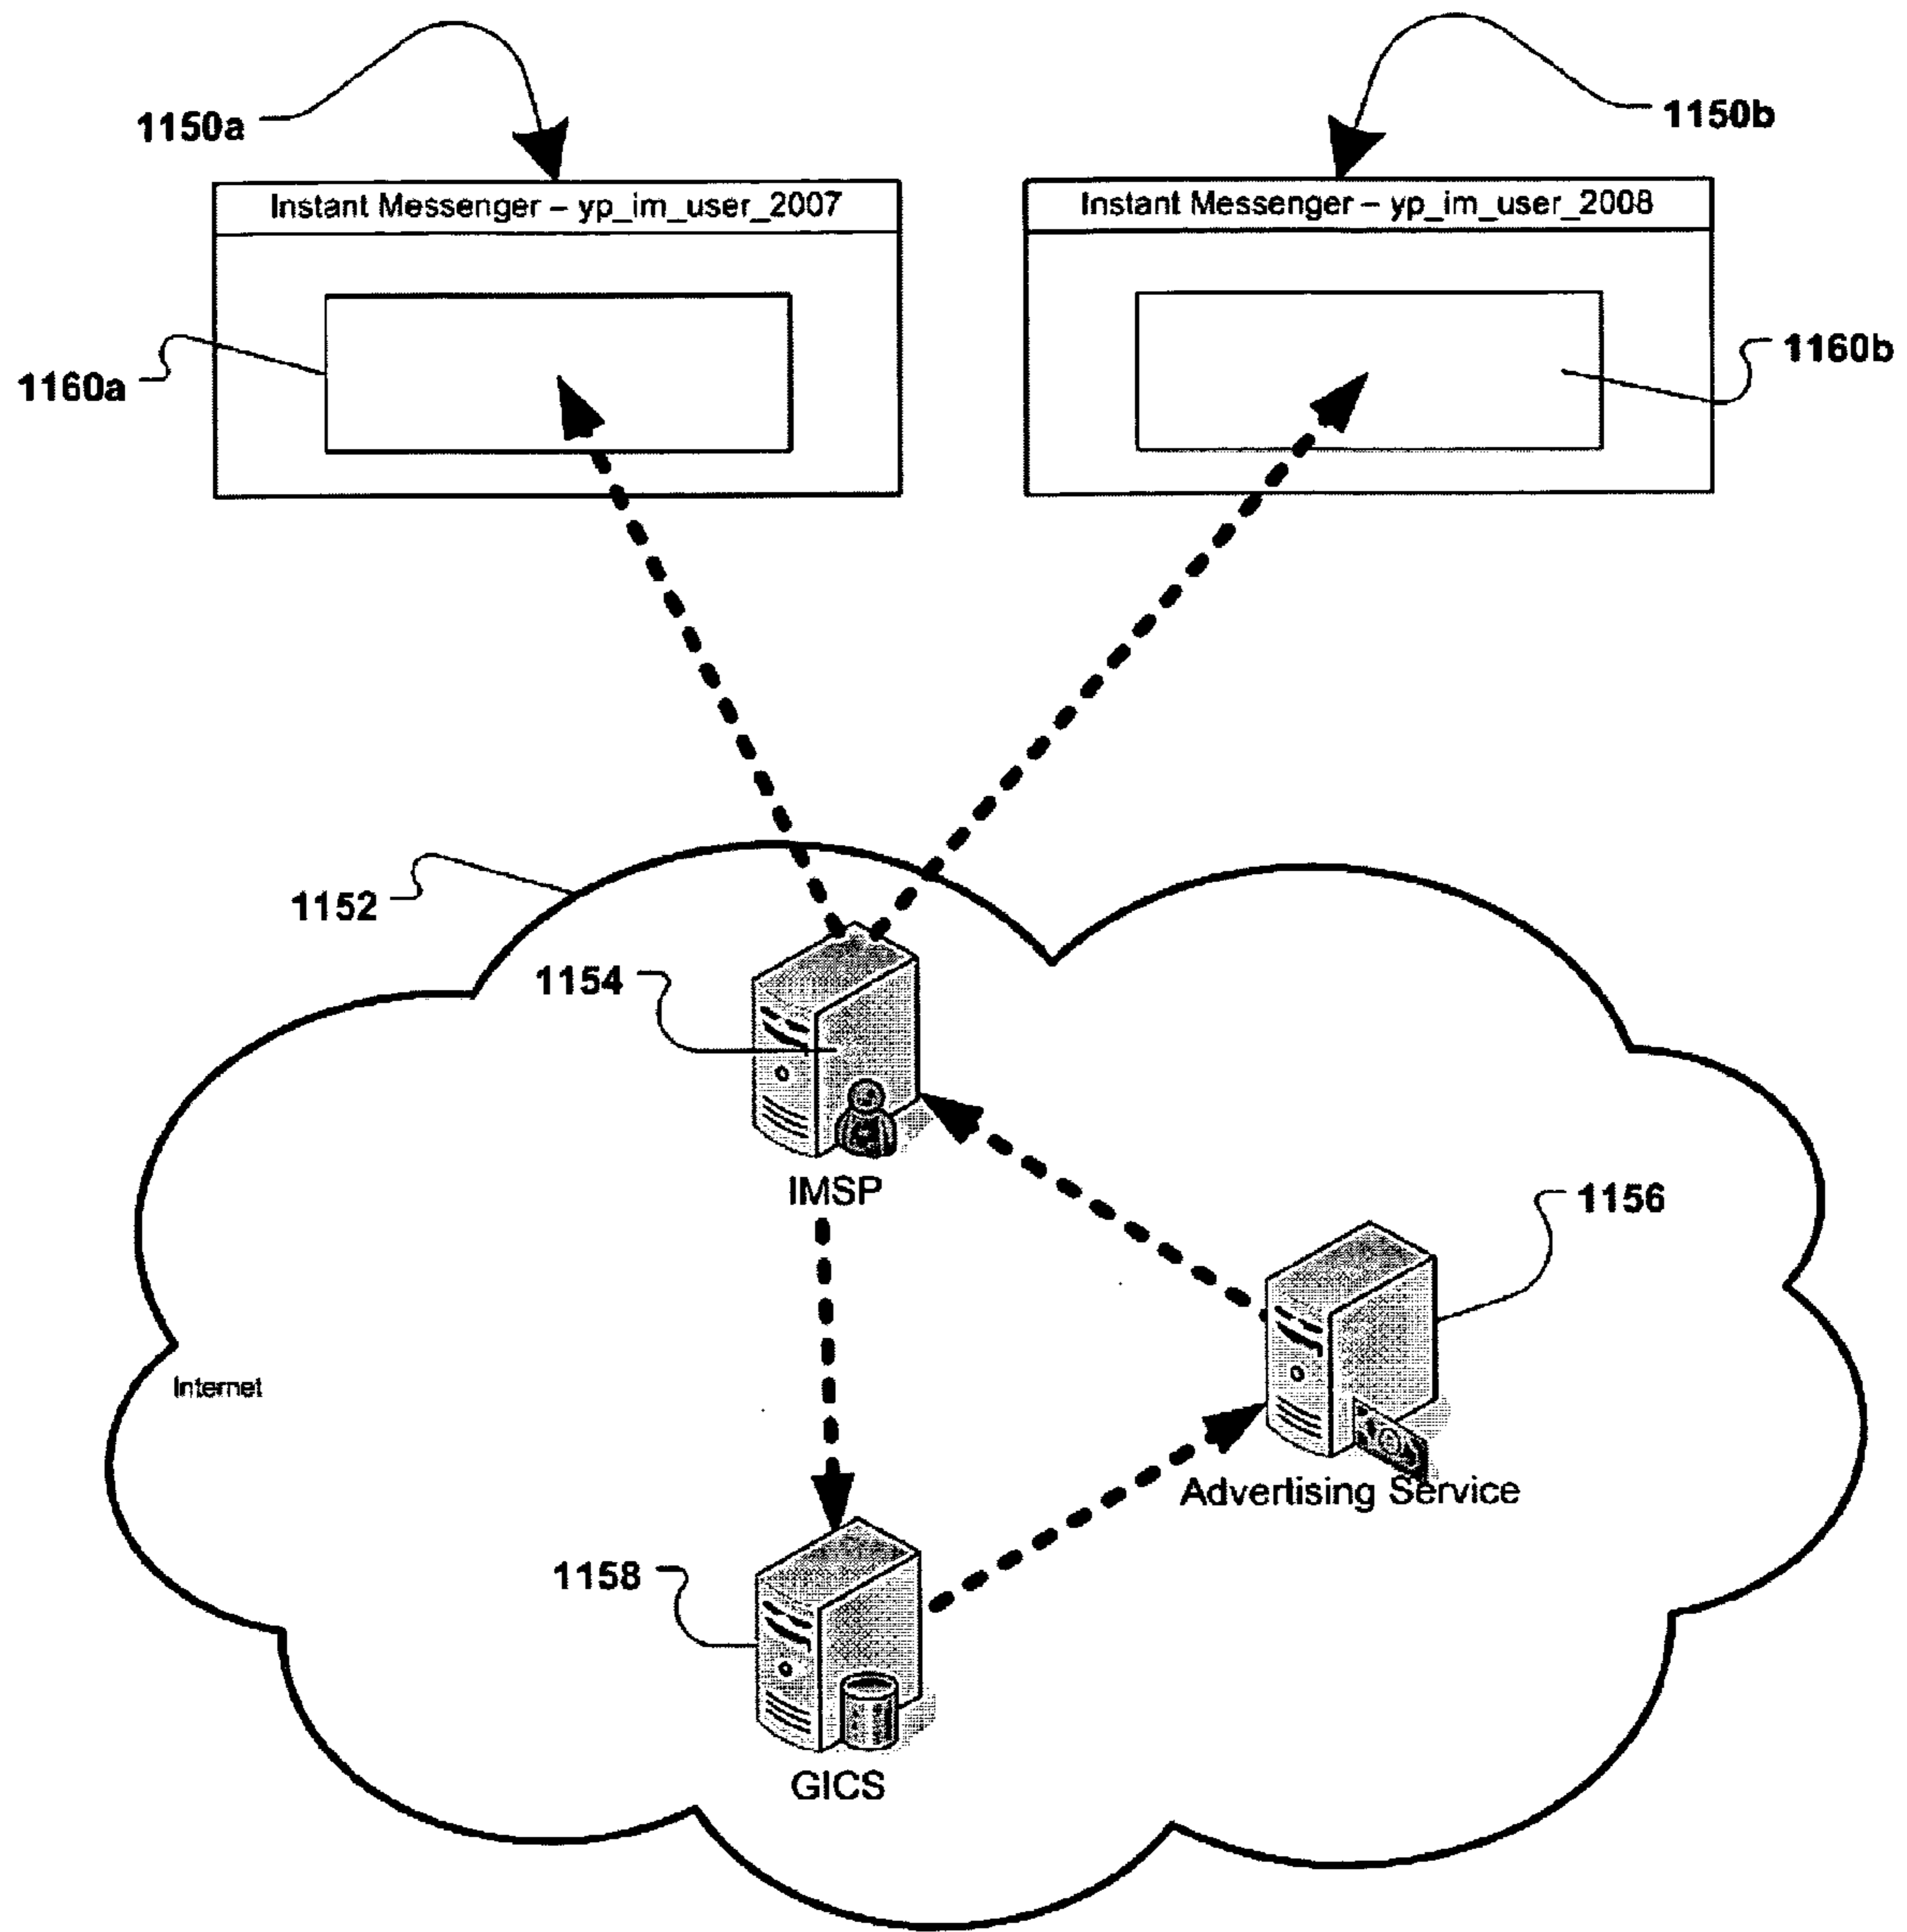 1150a
1150b
Instant Messenger – yp_im_user_2007
Instant Messenger – yp_im_user_2008
1160a
1160b
1152
1154
IMSP
1156
Internet
Advertising Service
1158
GICS